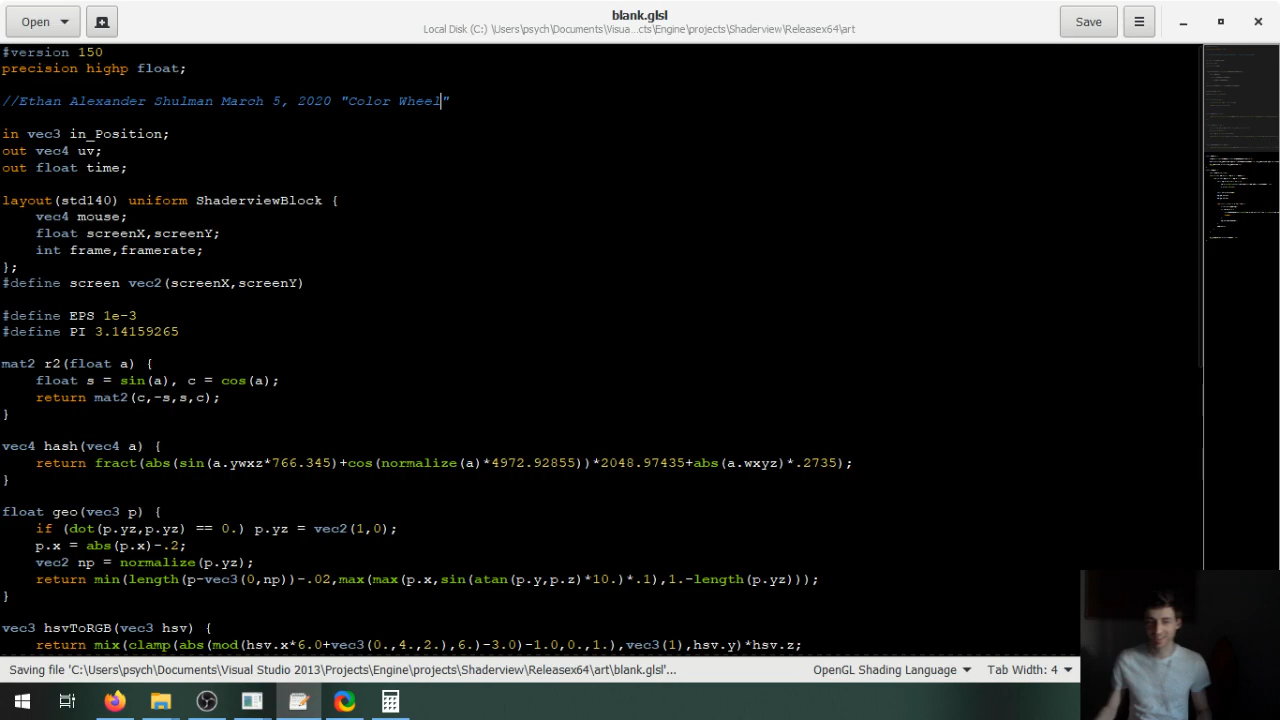 Open
blank.glsl
Local Disk (C:) \Users\psych\Documents\Visua...cts\Engine\projects\Shaderview\Releasex64\art
Save
#version 150
precision highp float;
//Ethan Alexander Shulman March 5, 2020 "Color Wheel"
in vec3 in_Position;
out vec4 uv;
out float time;
layout(std140) uniform ShaderviewBlock {
    vec4 mouse;
    float screenX,screenY;
    int frame,framerate;
};
#define screen vec2(screenX,screenY)
#define EPS 1e-3
#define PI 3.14159265
mat2 r2(float a) {
    float s = sin(a), c = cos(a);
    return mat2(c,-s,s,c);
}
vec4 hash(vec4 a) {
    return fract(abs(sin(a.ywxz*766.345)+cos(normalize(a)*4972.92855))*2048.97435+abs(a.wxyz)*.2735);
}
float geo(vec3 p) {
    if (dot(p.yz,p.yz) == 0.) p.yz = vec2(1,0);
    p.x = abs(p.x)-.2;
    vec2 np = normalize(p.yz);
    return min(length(p-vec3(0,np))-.02,max(max(p.x,sin(atan(p.y,p.z)*10.)*.1),1.-length(p.yz)));
}
vec3 hsvToRGB(vec3 hsv) {
    return mix(clamp(abs(mod(hsv.x*6.0+vec3(0.,4.,2.),6.)-3.0)-1.0,0.,1.),vec3(1),hsv.y)*hsv.z;
Saving file 'C:\Users\psych\Documents\Visual Studio 2013\Projects\Engine\projects\Shaderview\Releasex64\art\blank.glsl'...
OpenGL Shading Language
Tab Width: 4